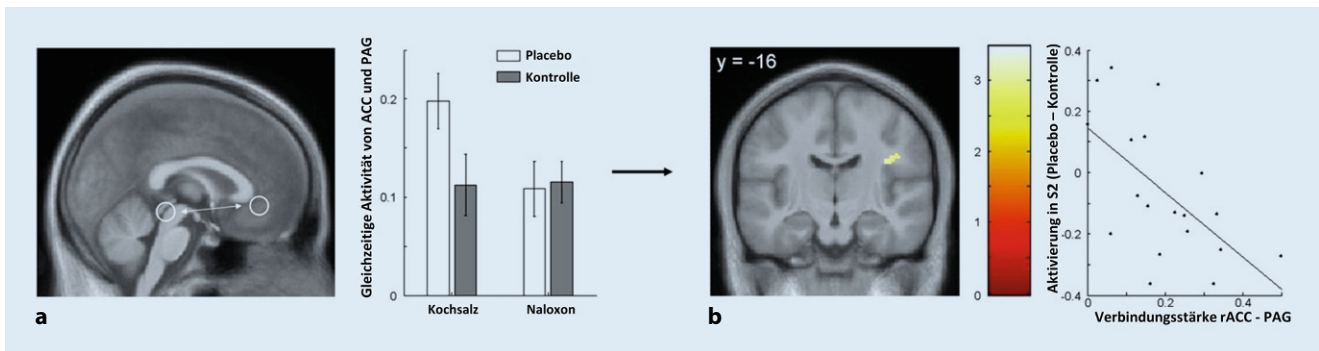 Gleichzeitige Aktivität von ACC und PAG
0.2
0.1
0
Placebo
Kontrolle
Kochsalz
Naloxon
a
y = -16
3
2
1
0
b
Aktivierung in S2 (Placebo – Kontrolle)
0.4
0.2
0
-0.2
-0.4
0
0.2
0.4
Verbindungsstärke rACC - PAG